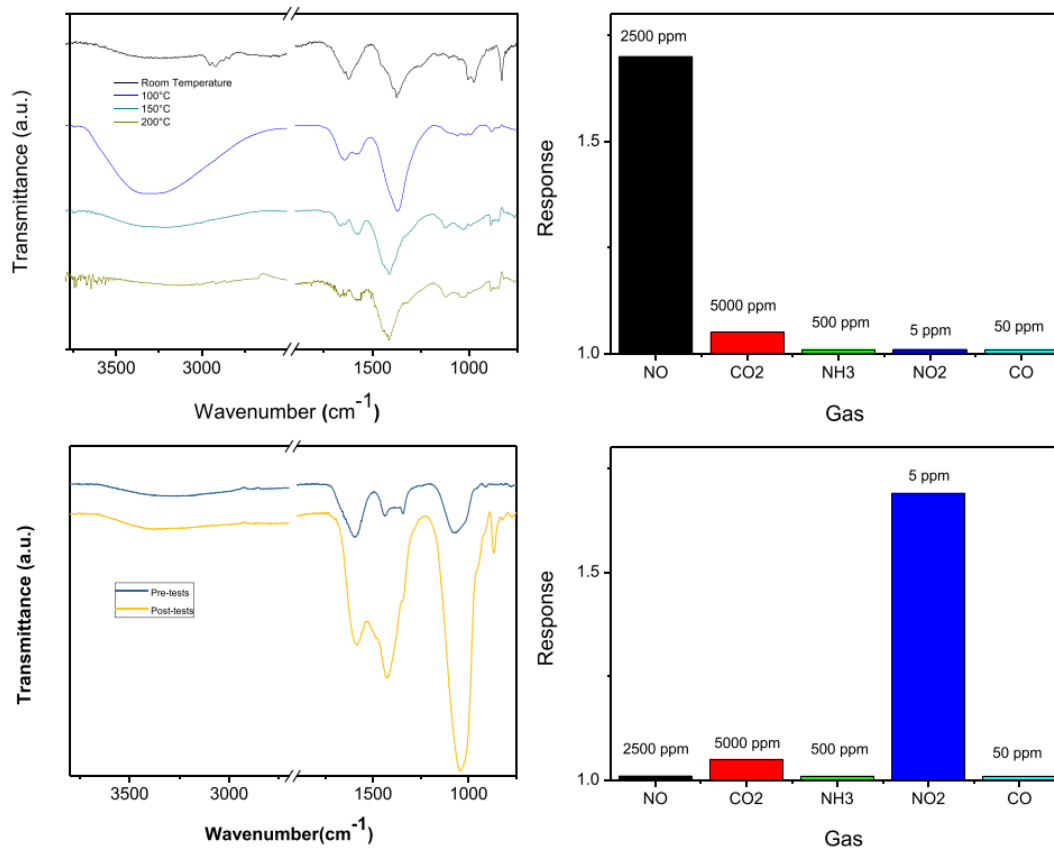 Transmittance (a.u.)
Room Temperature
100°C
150°C
200°C
3500
3000
1500
1000
Wavenumber (cm-1)
Response
1.5
1.0
2500 ppm
5000 ppm
500 ppm
5 ppm
50 ppm
NO
CO2
NH3
NO2
CO
Gas
Transmittance (a.u.)
Pre-tests
Post-tests
3500
3000
1500
1000
Wavenumber(cm-1)
Response
1.5
1.0
2500 ppm
5000 ppm
500 ppm
5 ppm
50 ppm
NO
CO2
NH3
NO2
CO
Gas